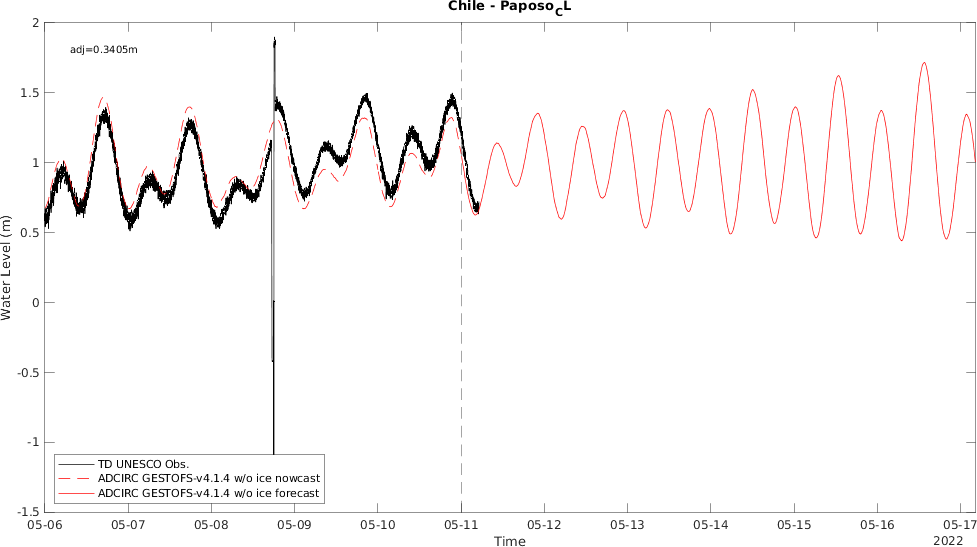 Chile - PaposoCL
adj=0.3405m
2
1.5
1
0.5
0
-0.5
-1
-1.5
Water Level (m)
TD UNESCO Obs.
ADCIRC GESTOFS-v4.1.4 w/o ice nowcast
ADCIRC GESTOFS-v4.1.4 w/o ice forecast
05-06 05-07 05-08 05-09 05-10 05-11 05-12 05-13 05-14 05-15 05-16 05-17
Time
2022